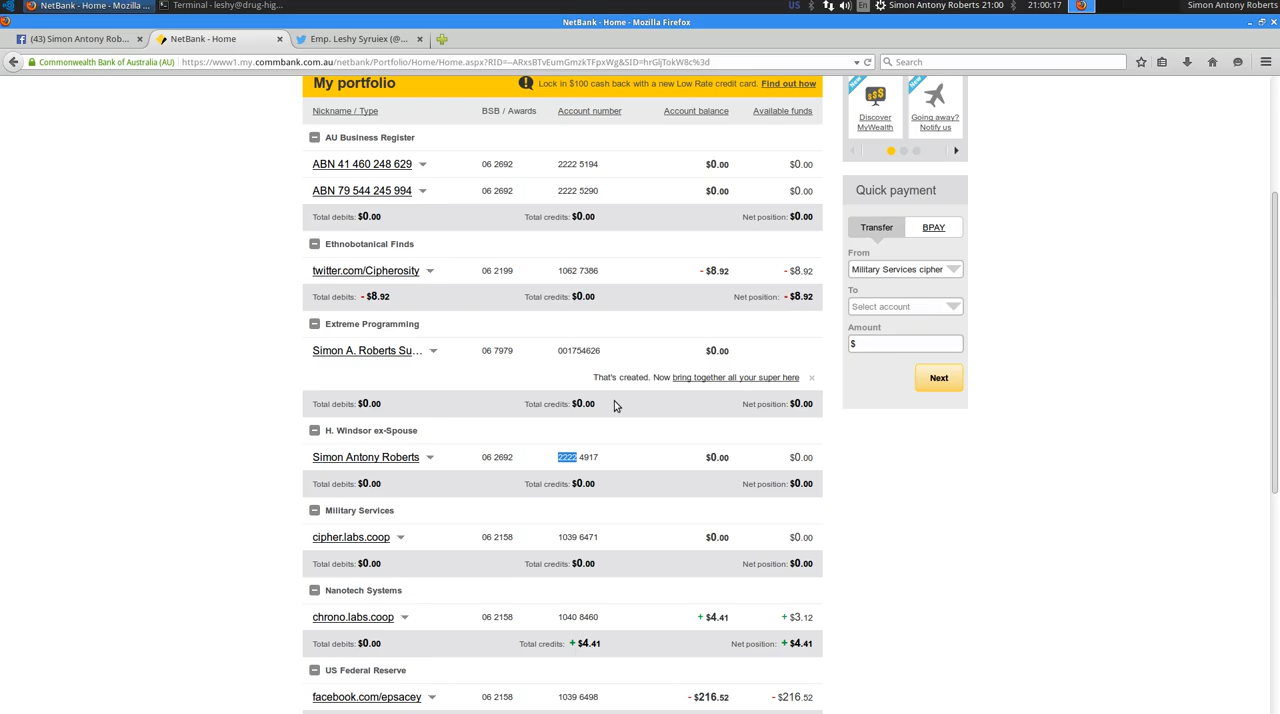 NetBank - Home - Mozilla ...
Terminal - leshy@drug-hig...
US
En
Simon Antony Roberts 21:00
21:00:17
Simon Antony Roberts
NetBank - Home - Mozilla Firefox
(43) Simon Antony Rob...
NetBank - Home
Emp. Leshy Syruiex (@...
Commonwealth Bank of Australia (AU)
https://www1.my.commbank.com.au/netbank/Portfolio/Home/Home.aspx?RID=--ARxsBTvEumGmzkTFpxWg&SID=hrGljTokW8c%3d
Search
My portfolio
Lock in $100 cash back with a new Low Rate credit card. Find out how
Nickname / Type BSB / Awards Account number Account balance Available funds
AU Business Register
ABN 41 460 248 629 06 2692 2222 5194 $0.00 $0.00
ABN 79 544 245 994 06 2692 2222 5290 $0.00 $0.00
Total debits: $0.00 Total credits: $0.00 Net position: $0.00
Ethnobotanical Finds
twitter.com/Cipherosity 06 2199 1062 7386 - $8.92 - $8.92
Total debits: - $8.92 Total credits: $0.00 Net position: - $8.92
Extreme Programming
Simon A. Roberts Su... 06 7979 001754626 $0.00
That's created. Now bring together all your super here ×
Total debits: $0.00 Total credits: $0.00 Net position: $0.00
H. Windsor ex-Spouse
Simon Antony Roberts 06 2692 2222 4917 $0.00 $0.00
Total debits: $0.00 Total credits: $0.00 Net position: $0.00
Military Services
cipher.labs.coop 06 2158 1039 6471 $0.00 $0.00
Total debits: $0.00 Total credits: $0.00 Net position: $0.00
Nanotech Systems
chrono.labs.coop 06 2158 1040 8460 + $4.41 + $3.12
Total debits: $0.00 Total credits: + $4.41 Net position: + $4.41
US Federal Reserve
facebook.com/epsacey 06 2158 1039 6498 - $216.52 - $216.52
New
New
$$$
Discover MyWealth
Going away? Notify us
Quick payment
Transfer BPAY
From
Military Services cipher
To
Select account
Amount
$
Next